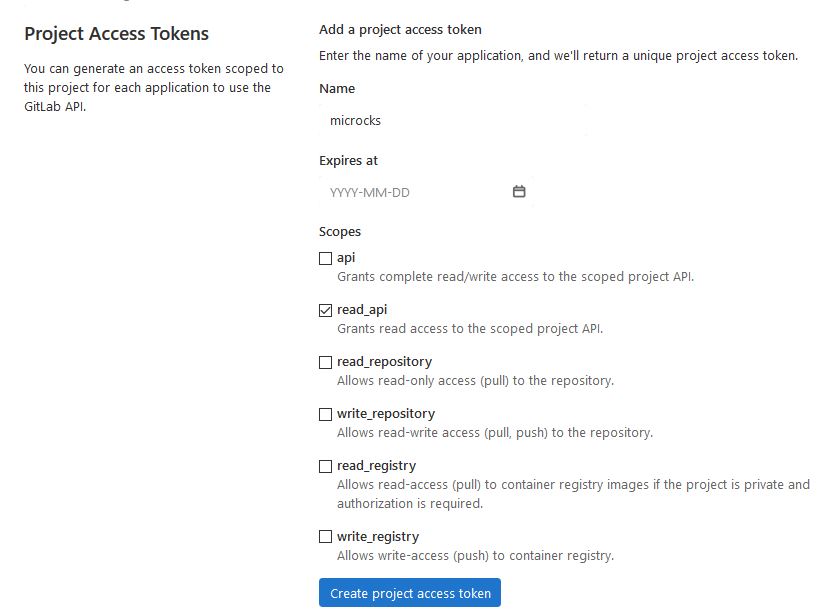 Project Access Tokens
You can generate an access token scoped to
this project for each application to use the
GitLab API.
Add a project access token
Enter the name of your application, and we'll return a unique project access token.
Name
microcks
Expires at
YYYY-MM-DD
Scopes
api
Grants complete read/write access to the scoped project API.
read_api
Grants read access to the scoped project API.
read_repository
Allows read-only access (pull) to the repository.
write_repository
Allows read-write access (pull, push) to the repository.
read_registry
Allows read-access (pull) to container registry images if the project is private and
authorization is required.
write_registry
Allows write-access (push) to container registry.
Create project access token